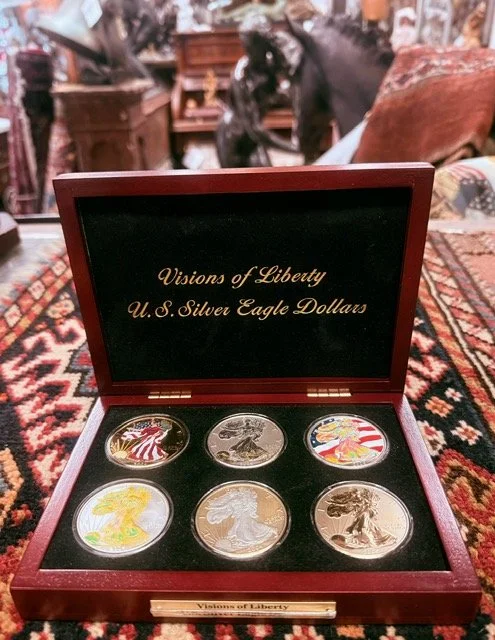 Visions of Liberty
U.S. Silver Eagle Dollars
Visions of Liberty